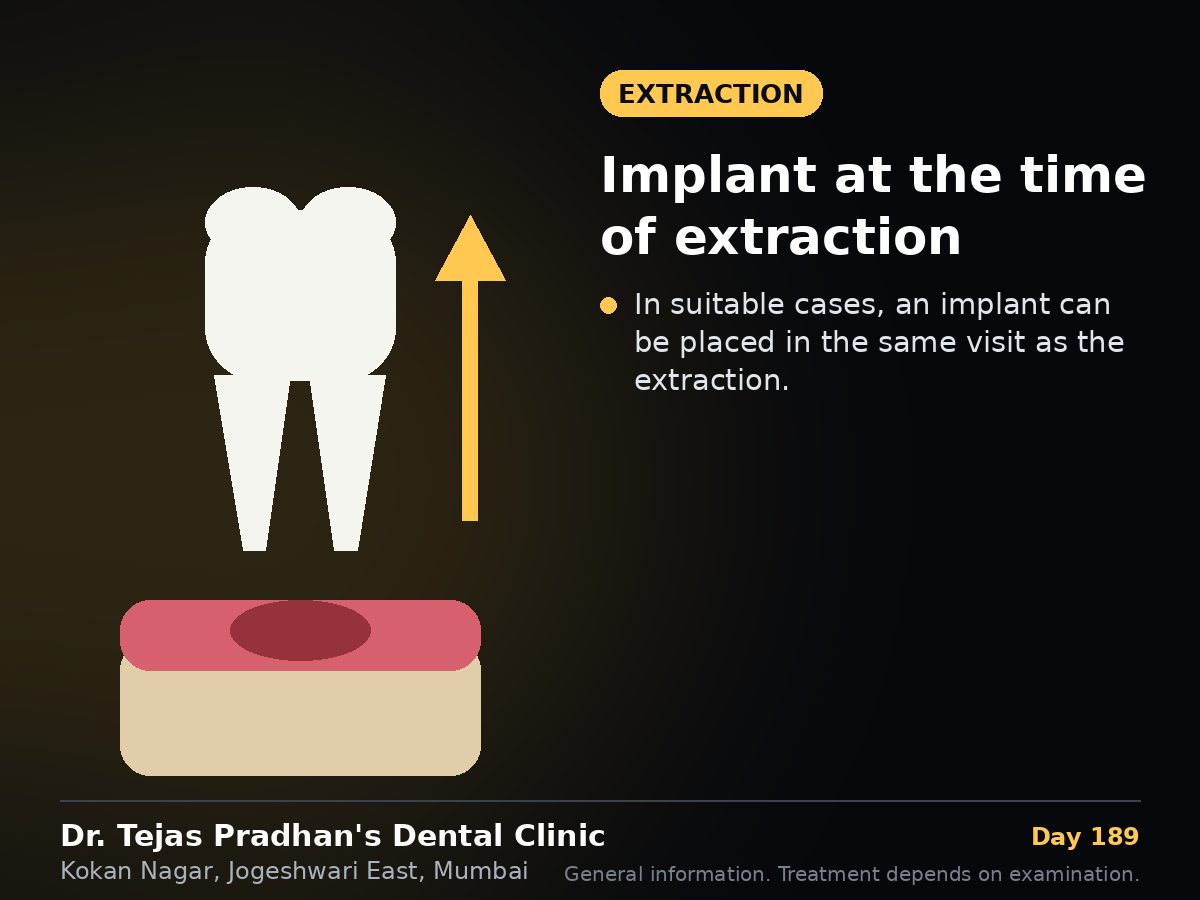 EXTRACTION
Implant at the time
of extraction
In suitable cases, an implant can
be placed in the same visit as the
extraction.
Dr. Tejas Pradhan's Dental Clinic
Day 189
Kokan Nagar, Jogeshwari East, Mumbai
General information. Treatment depends on examination.